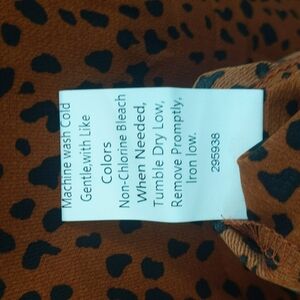 Machine wash Cold
Gentle,with Like
Colors
Non-Chlorine Bleach
When Needed,
Tumble Dry Low,
Remove Promptly,
Iron low.
295938